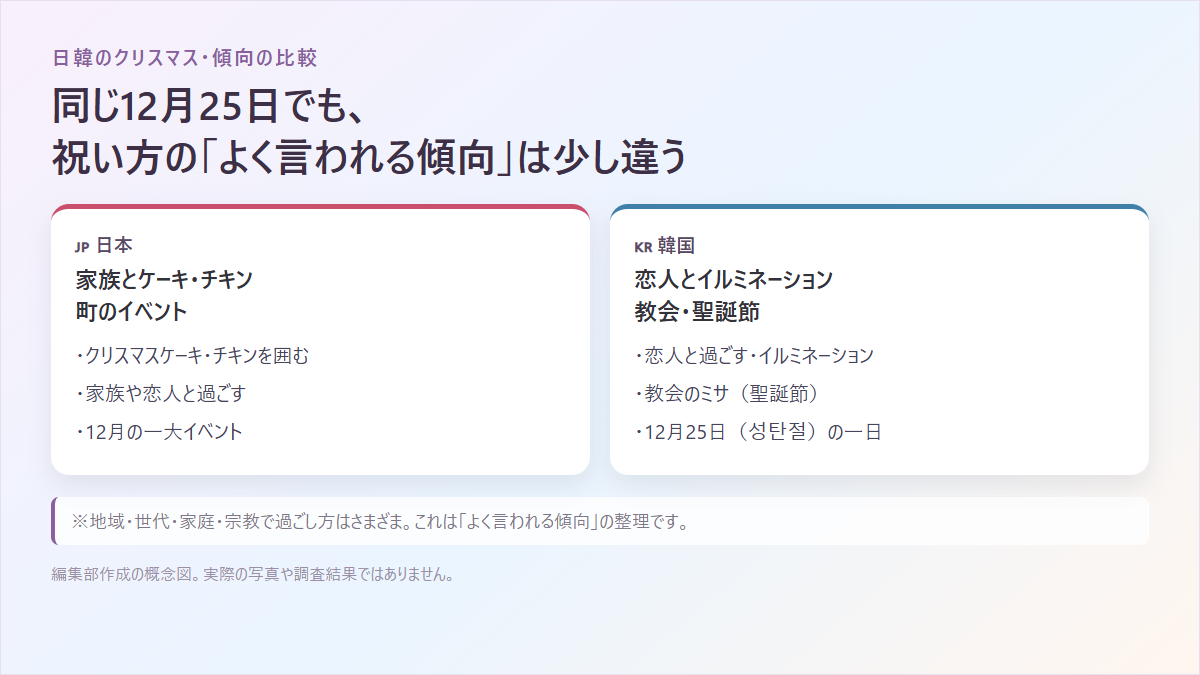 日韓のクリスマス・傾向の比較
同じ12月25日でも、
祝い方の「よく言われる傾向」は少し違う
JP 日本
家族とケーキ・チキン
町のイベント
・クリスマスケーキ・チキンを囲む
・家族や恋人と過ごす
・12月の一大イベント
KR 韓国
恋人とイルミネーション
教会・聖誕節
・恋人と過ごす・イルミネーション
・教会のミサ（聖誕節）
・12月25日（성탄절）の一日
※地域・世代・家庭・宗教で過ごし方はさまざま。これは「よく言われる傾向」の整理です。
編集部作成の概念図。実際の写真や調査結果ではありません。